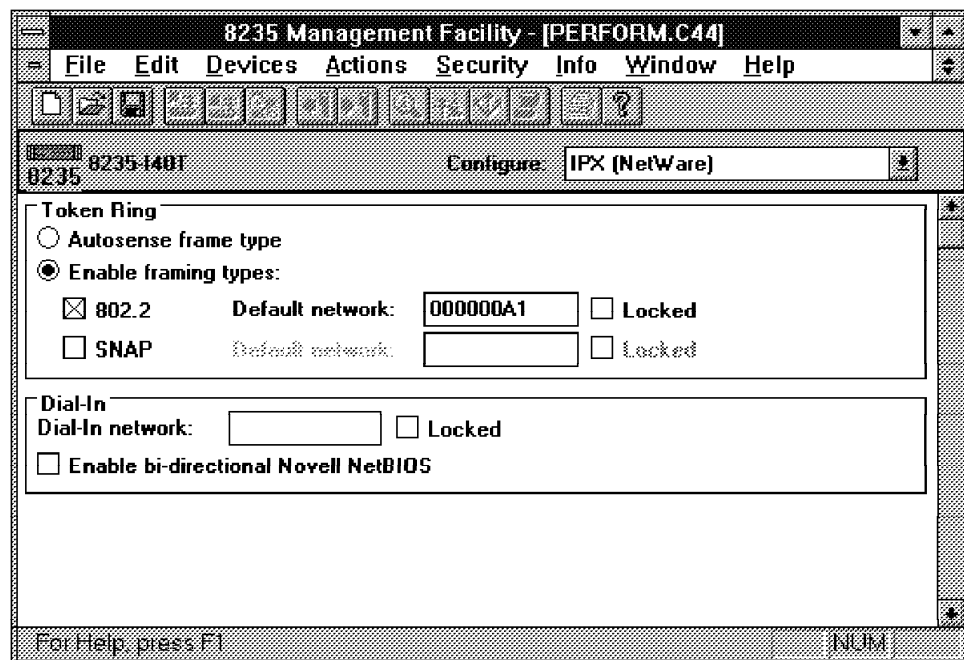 8235 Management Facility - [PERFORM.C44]
File Edit Devices Actions Security Info Window Help
8235 8235-I40T Configure: IPX (NetWare)
Token Ring
Autosense frame type
Enable framing types:
802.2 Default network: 000000A1 Locked
SNAP Default network: Locked
Dial-In
Dial-In network: Locked
Enable bi-directional Novell NetBIOS
For Help, press F1 NUM